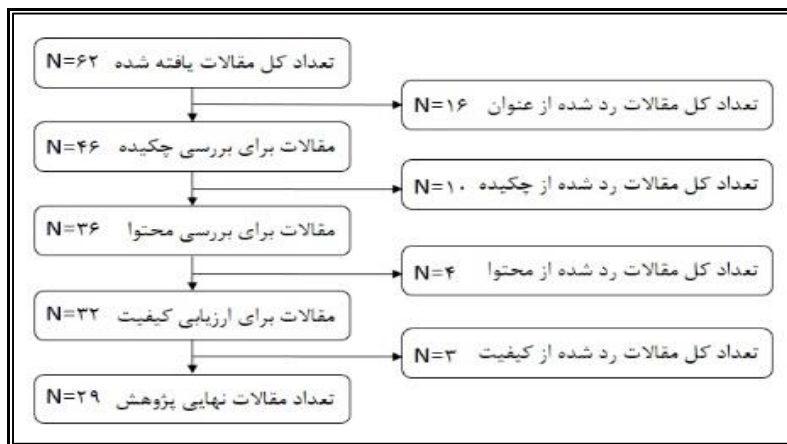 تعداد کل مقالات یافته شده N=۶۲
تعداد کل مقالات رد شده از عنوان N=۱۶
مقالات برای بررسی چکیده N=۴۶
تعداد کل مقالات رد شده از چکیده N=۱۰
مقالات برای بررسی محتوا N=۳۶
تعداد کل مقالات رد شده از محتوا N=۴
مقالات برای ارزیابی کیفیت N=۳۲
تعداد کل مقالات رد شده از کیفیت N=۳
تعداد مقالات نهایی پژوهش N=۲۹